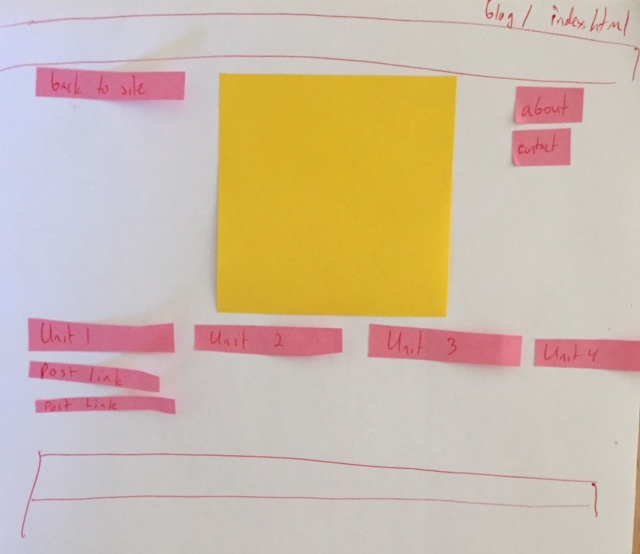 blog/ index.html
back to site
about
contact
Unit 1
Unit 2
Unit 3
Unit 4
Post link
Post Link